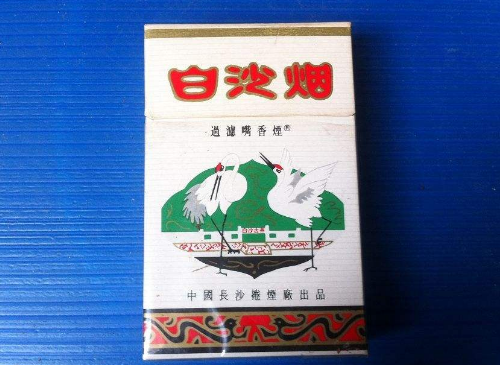 白沙烟
過濾嘴香煙
中國長沙捲煙廠出品